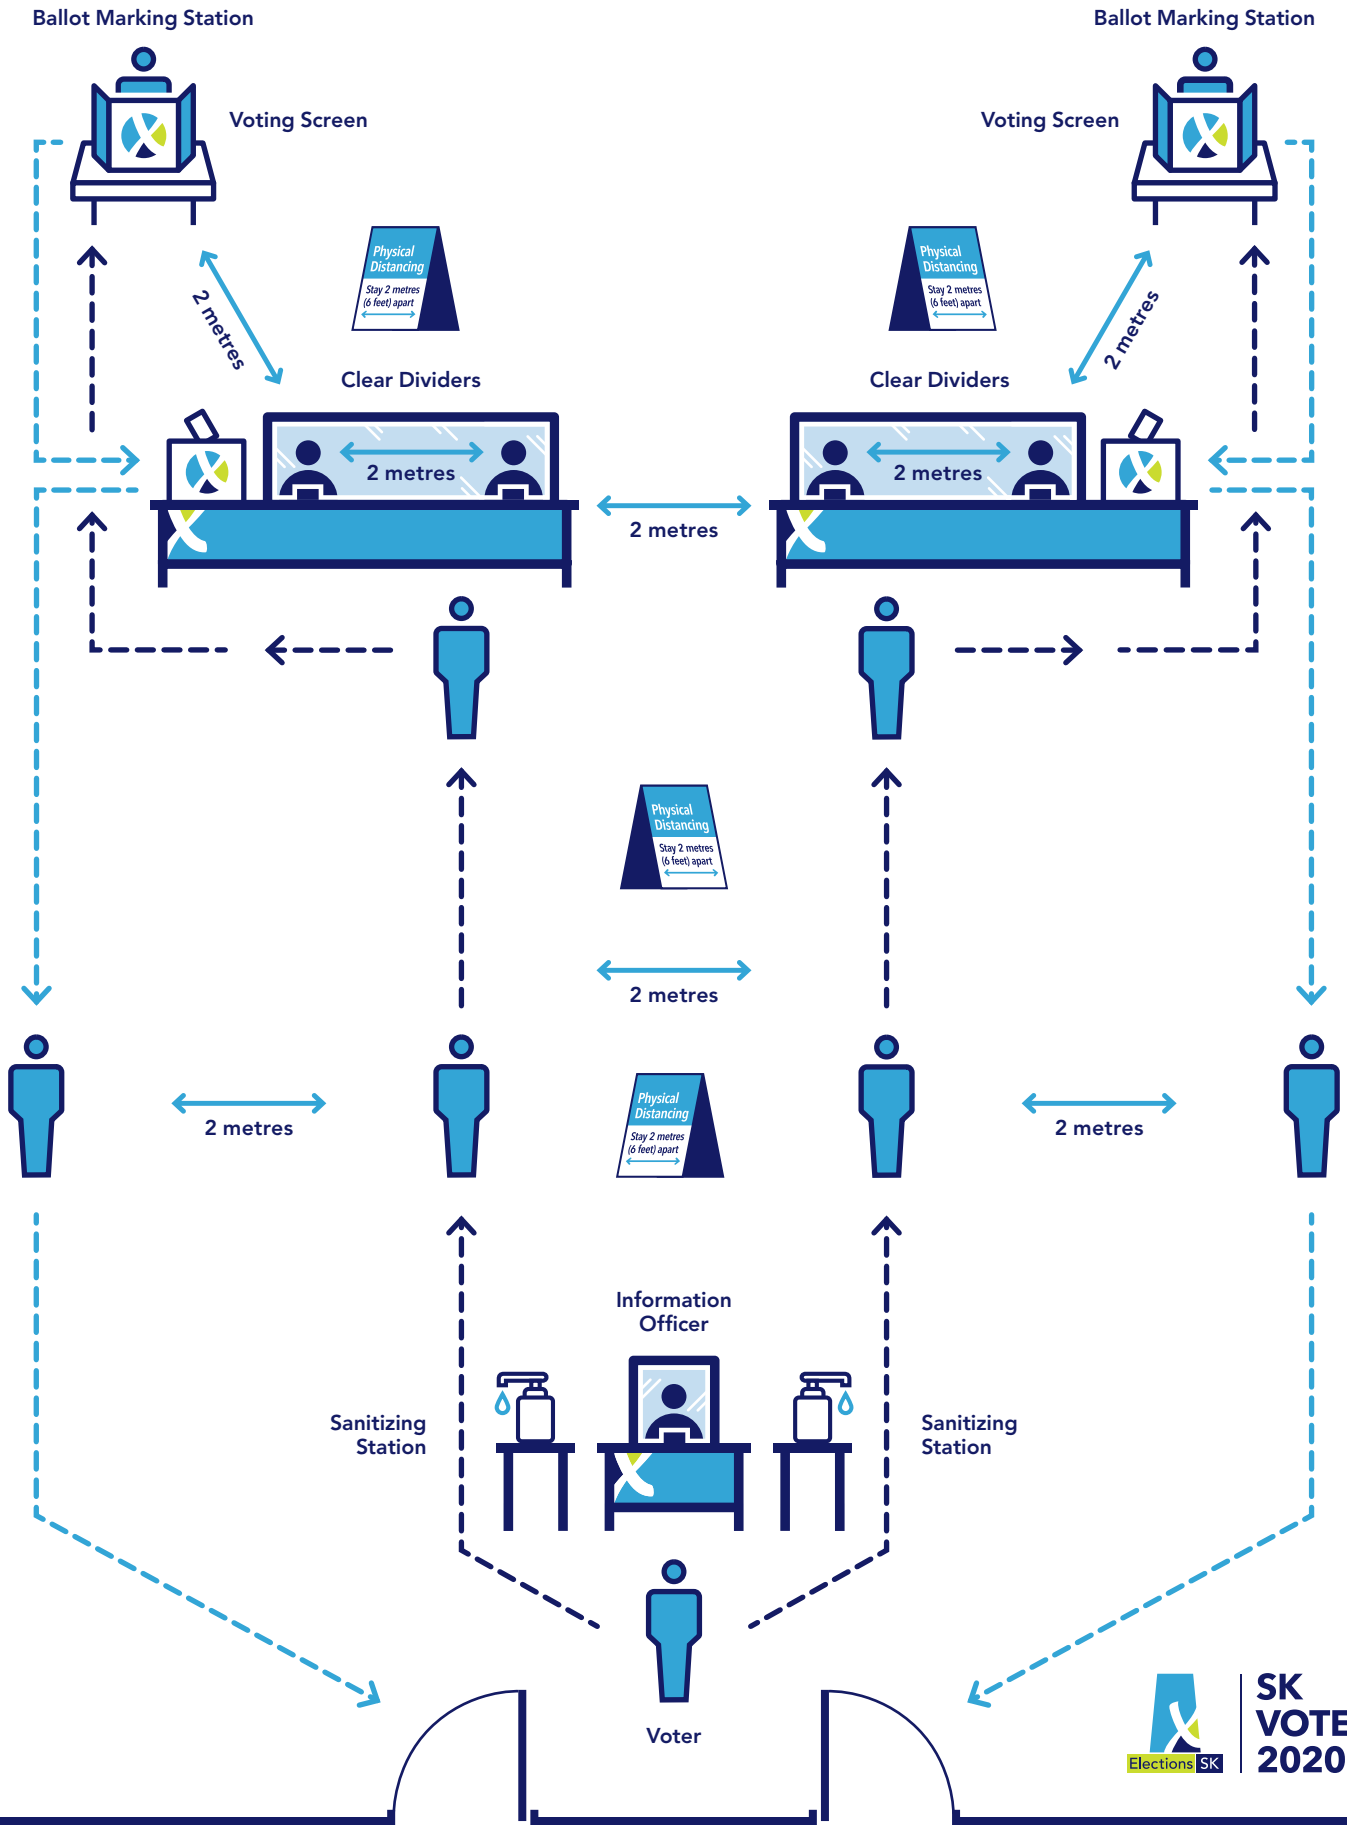 Ballot Marking Station
Ballot Marking Station
Voting Screen
Voting Screen
Physical
Distancing
Stay 2 metres
(6 feet) apart
Physical
Distancing
Stay 2 metres
(6 feet) apart
2 metres
2 metres
Clear Dividers
Clear Dividers
2 metres
2 metres
2 metres
Physical
Distancing
Stay 2 metres
(6 feet) apart
2 metres
Physical
Distancing
Stay 2 metres
(6 feet) apart
2 metres
2 metres
Information
Officer
Sanitizing
Station
Sanitizing
Station
Voter
Elections SK
SK
VOTE
2020